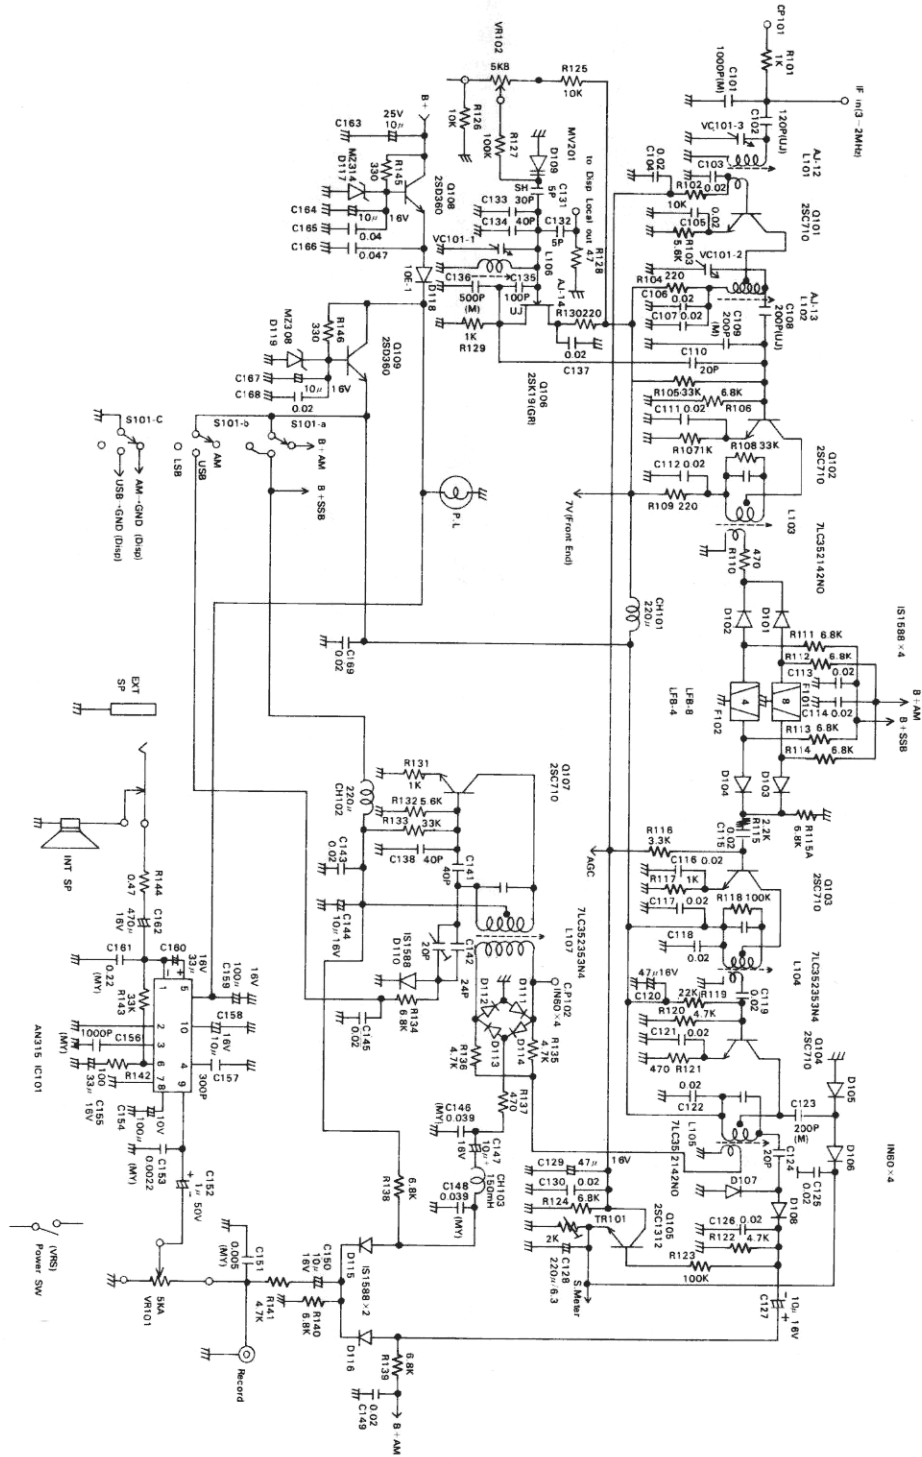 CP101
R101
1K
IF in(3-2MHz)
C101
1000P(M)
C102
120P(UJ)
VC101-3
AJ-12
L101
C103
0.02
C104
0.02
R102
10K
Q101
2SC710
C105
0.02
R103
5.6K
VC101-2
AJ-13
L102
C108
200P(UJ)
R104 220
C106 0.02
C107 0.02
C109
200P
(M)
C110
20P
R105 33K
6.8K
R106
C111 0.02
R107 1K
Q102
2SC710
R108 33K
C112 0.02
R109 220
L103
7LC352142NO
R110
470
7V(Front End)
CH101
220μ
D101
D102
IS1588×4
R111 6.8K
R112 6.8K
C113 0.02
F101
C114 0.02
8
4
F102
LFB-8
LFB-4
R113 6.8K
R114 6.8K
B+AM
B+SSB
D103
D104
R115A
6.8K
R115
2.2K
C115
0.02
R116
3.3K
AGC
C116 0.02
R117 1K
C117 0.02
Q103
2SC710
R118 100K
C118
0.02
L104
7LC352353N4
C119
0.02
47μ16V
C120
22K R119
R120 4.7K
C121 0.02
470 R121
Q104
2SC710
0.02
C122
L105
7LC352142NO
C123
200P
(M)
D105
D106
IN60×4
C124
20P
C125
0.02
D107
D108
C126 0.02
R122 4.7K
R123
100K
C127
10μ 16V
Q105
2SC1312
TR101
2K
C128
220μ/6.3
S Meter
C129 47μ
16V
C130 0.02
R124 6.8K
VR102
5KB
R125
10K
R126
10K
R127
100K
MV201
D109
to Disp Local out
C131
5P
SH
C132
5P
R128
47
C133 30P
C134 40P
VC101-1
L106
AJ-14
C135
100P
UJ
C136
500P
(M)
1K
R129
R130 220
0.02
C137
Q106
2SK19(GR)
B+
25V
10μ
C163
R145
330
MZ314
D117
Q108
2SD360
C164 10μ 16V
C165 0.04
C166 0.047
D118
10E-1
R146
330
MZ308
D119
Q109
2SD360
C167 10μ 16V
C168 0.02
P.L
S101-a
S101-b
S101-C
B+AM
B+SSB
AM
USB
LSB
AM→GND (Disp)
USB→GND (Disp)
C169
0.02
Q107
2SC710
R131
1K
R132 5.6K
R133 33K
C138 40P
C141
40P
220μ
CH102
C143
0.02
C144
10μ 16V
20P
C142
24P
IS1588
D110
R134
6.8K
C145
0.02
L107
7LC352353N4
C.P102
IN60×4
D111
D112
D113
D114
R135
4.7K
R136
4.7K
R137
470
C146
0.039
(MY)
C147
10μ
16V
CH103
150mH
C148
0.039
(MY)
R138
6.8K
D115
IS1588×2
D116
R139
6.8K
C149
0.02
B+AM
R140
6.8K
R141
4.7K
C150
10μ
16V
C151
0.005
(MY)
Record
5KA
VR101
(VRS)
Power SW
C152
1μ 50V
C153
0.0022
(MY)
C154
100μ
10V
C155
33μ
16V
100
R142
C156
1000P
(MY)
C157
300P
C158
10μ
16V
C159
100μ
16V
C160
33μ
16V
C161
0.22
(MY)
R143
33K
C162
470μ
16V
R144
0.47
AN315 IC101
1
2
3
6
7
8
5
10
4
9
EXT
SP
INT SP